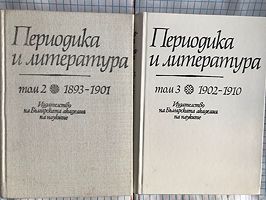 Периодика
и литература
том 2 1893-1901
Издателство
на Българската академия
на науките
Периодика
и литература
том 3 1902-1910
Издателство
на Българската академия
на науките